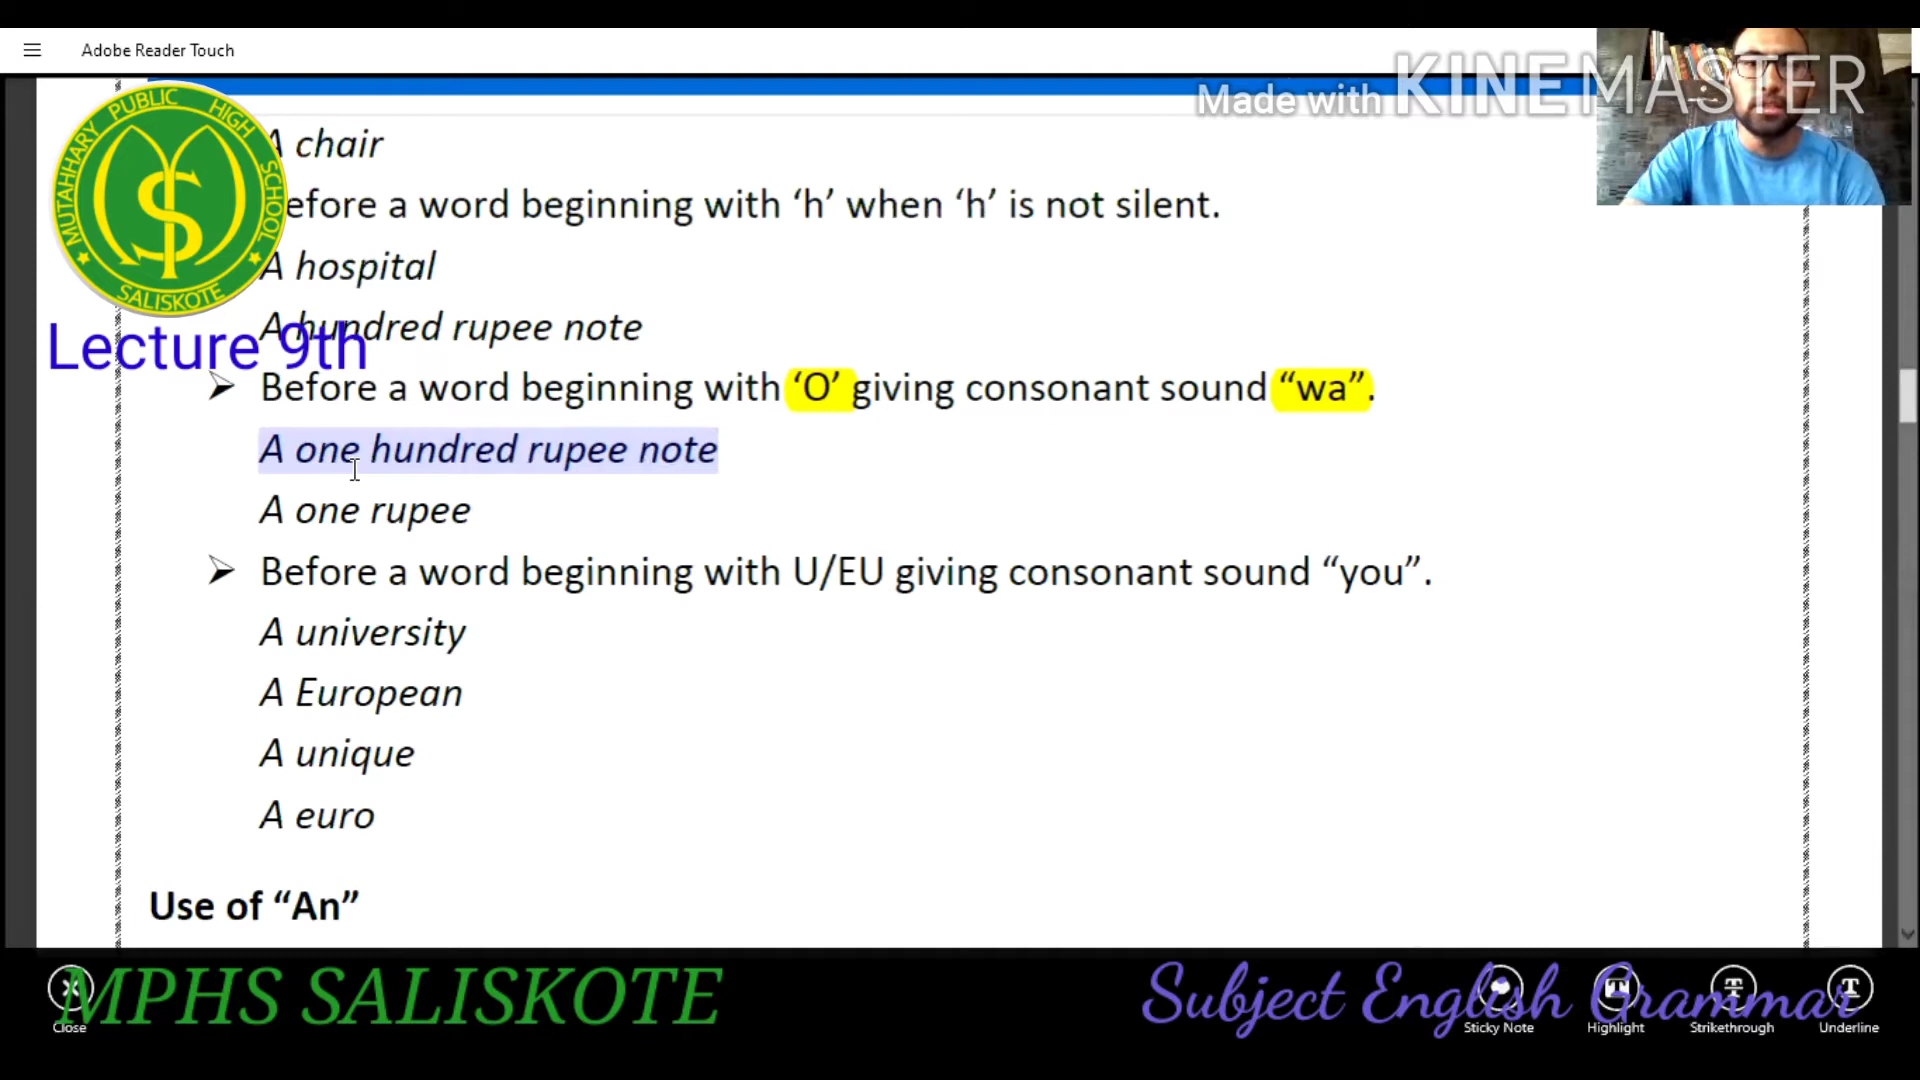 Adobe Reader Touch
Made with KINEMASTER
MUTAHHARY PUBLIC HIGH SCHOOL
SALISKOTE
Lecture 9th
A chair
efore a word beginning with ‘h’ when ‘h’ is not silent.
A hospital
A hundred rupee note
➢ Before a word beginning with ‘O’ giving consonant sound “wa”.
A one hundred rupee note
A one rupee
➢ Before a word beginning with U/EU giving consonant sound “you”.
A university
A European
A unique
A euro
Use of “An”
MPHS SALISKOTE
Subject English Grammar
Close
Sticky Note
Highlight
Strikethrough
Underline